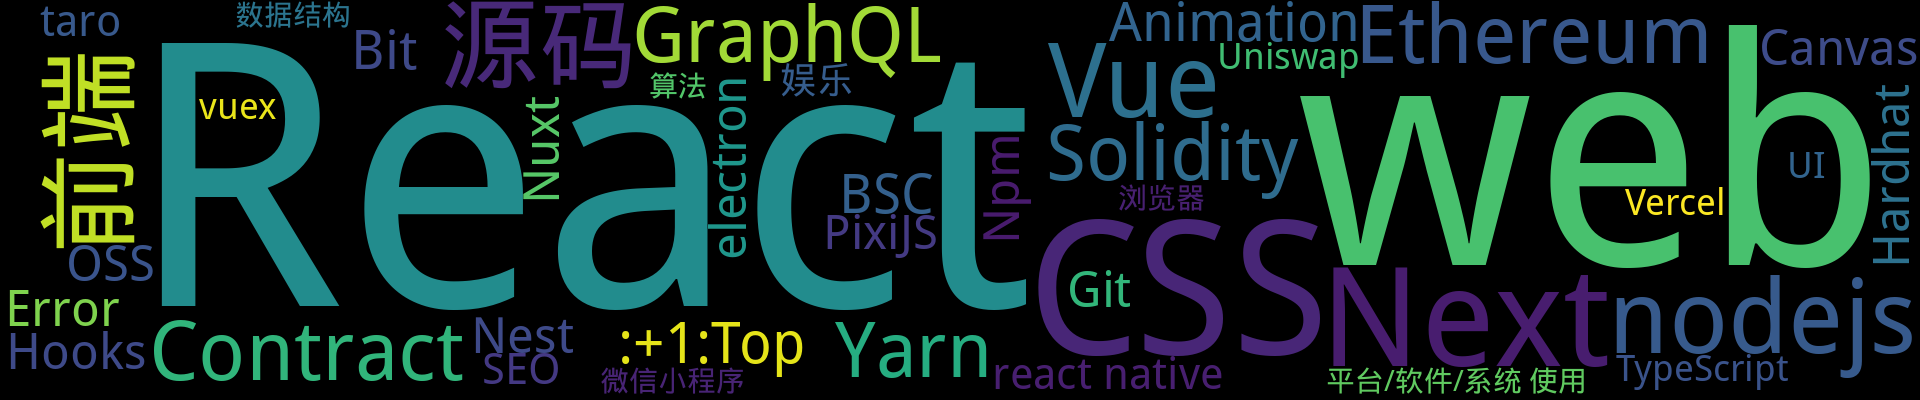 taro
数据结构
Bit
源码
GraphQL
Animation
Ethereum
Vue
Uniswap
Canvas
前端
vuex
React
Nuxt
算法
electron
娱乐
web
Solidity
Hardhat
UI
BSC
PixiJS
Npm
浏览器
Vercel
OSS
CSS
Git
Next
nodejs
Error
Hooks
Contract
Nest
SEO
:+1:Top
Yarn
微信小程序
react native
平台/软件/系统 使用
TypeScript